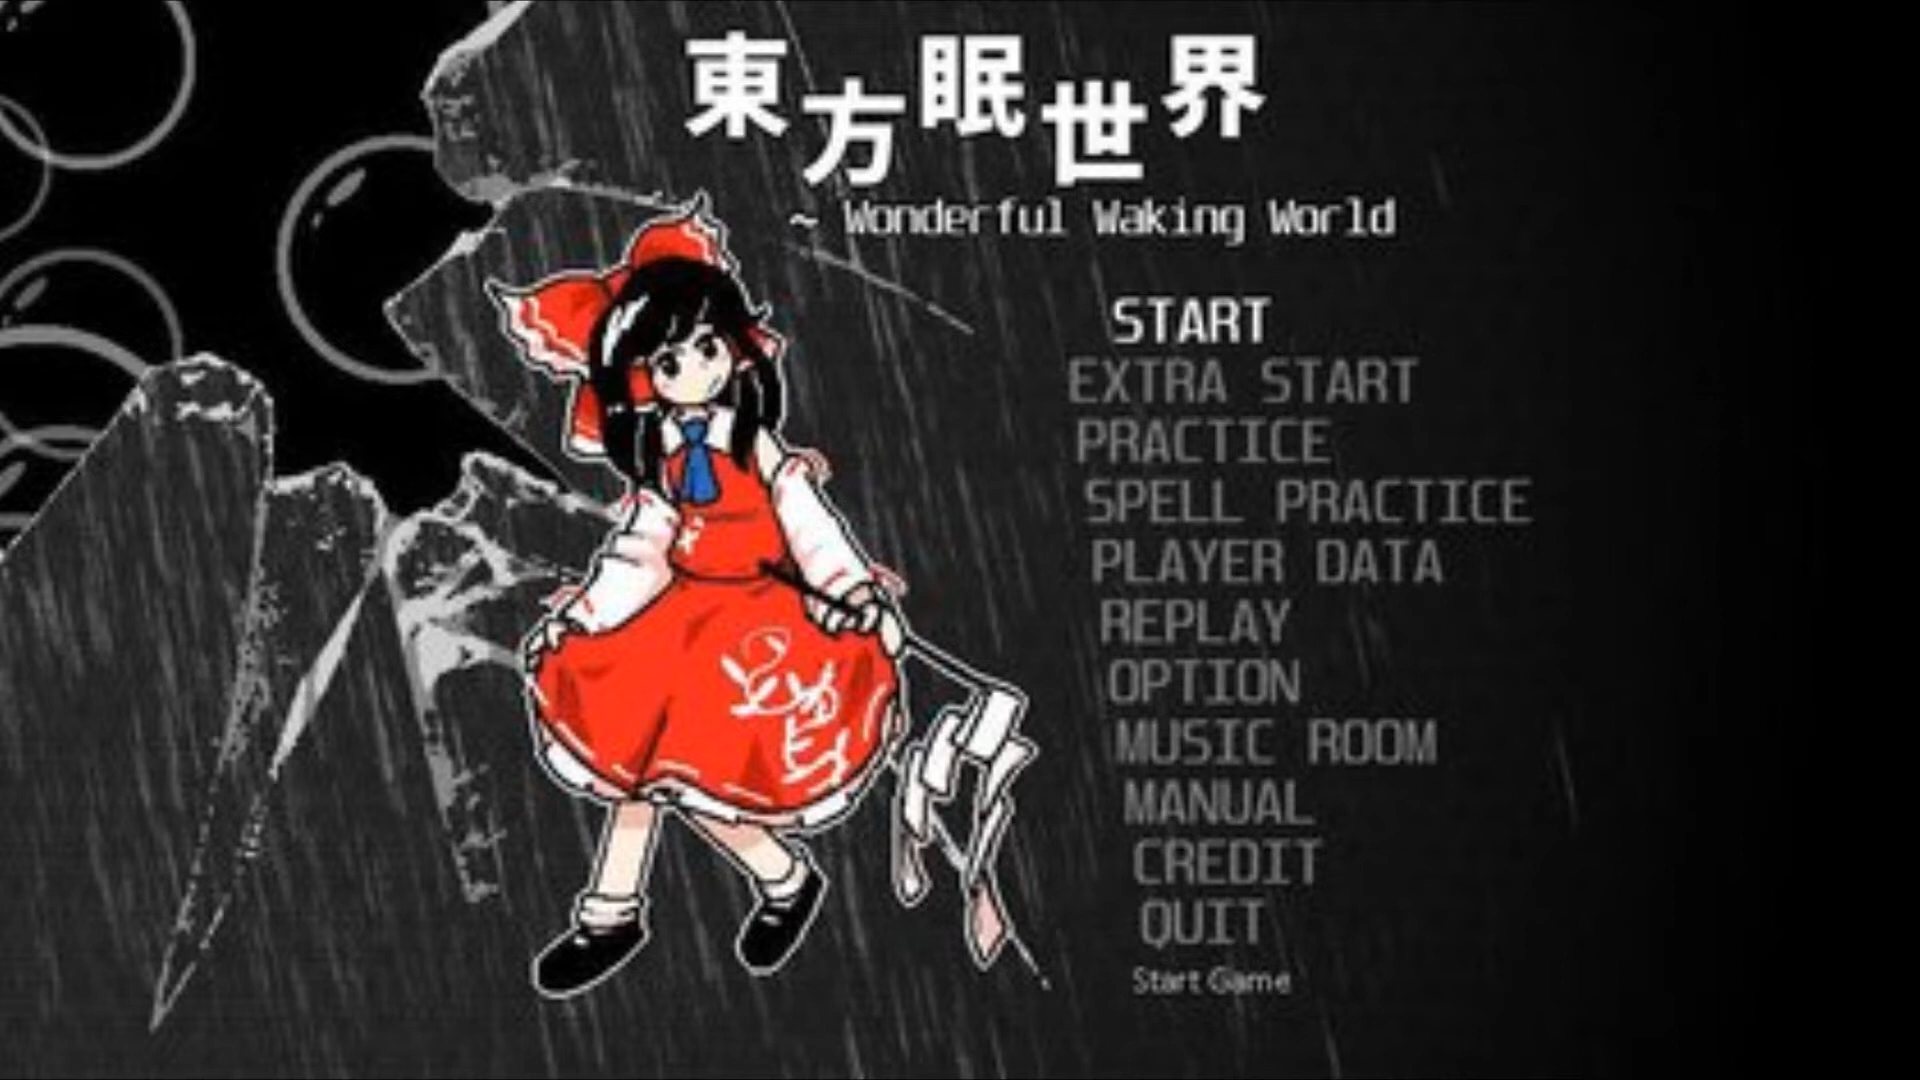 東方眠世界
~ Wonderful Waking World
START
EXTRA START
PRACTICE
SPELL PRACTICE
PLAYER DATA
REPLAY
OPTION
MUSIC ROOM
MANUAL
CREDIT
QUIT
Start Game